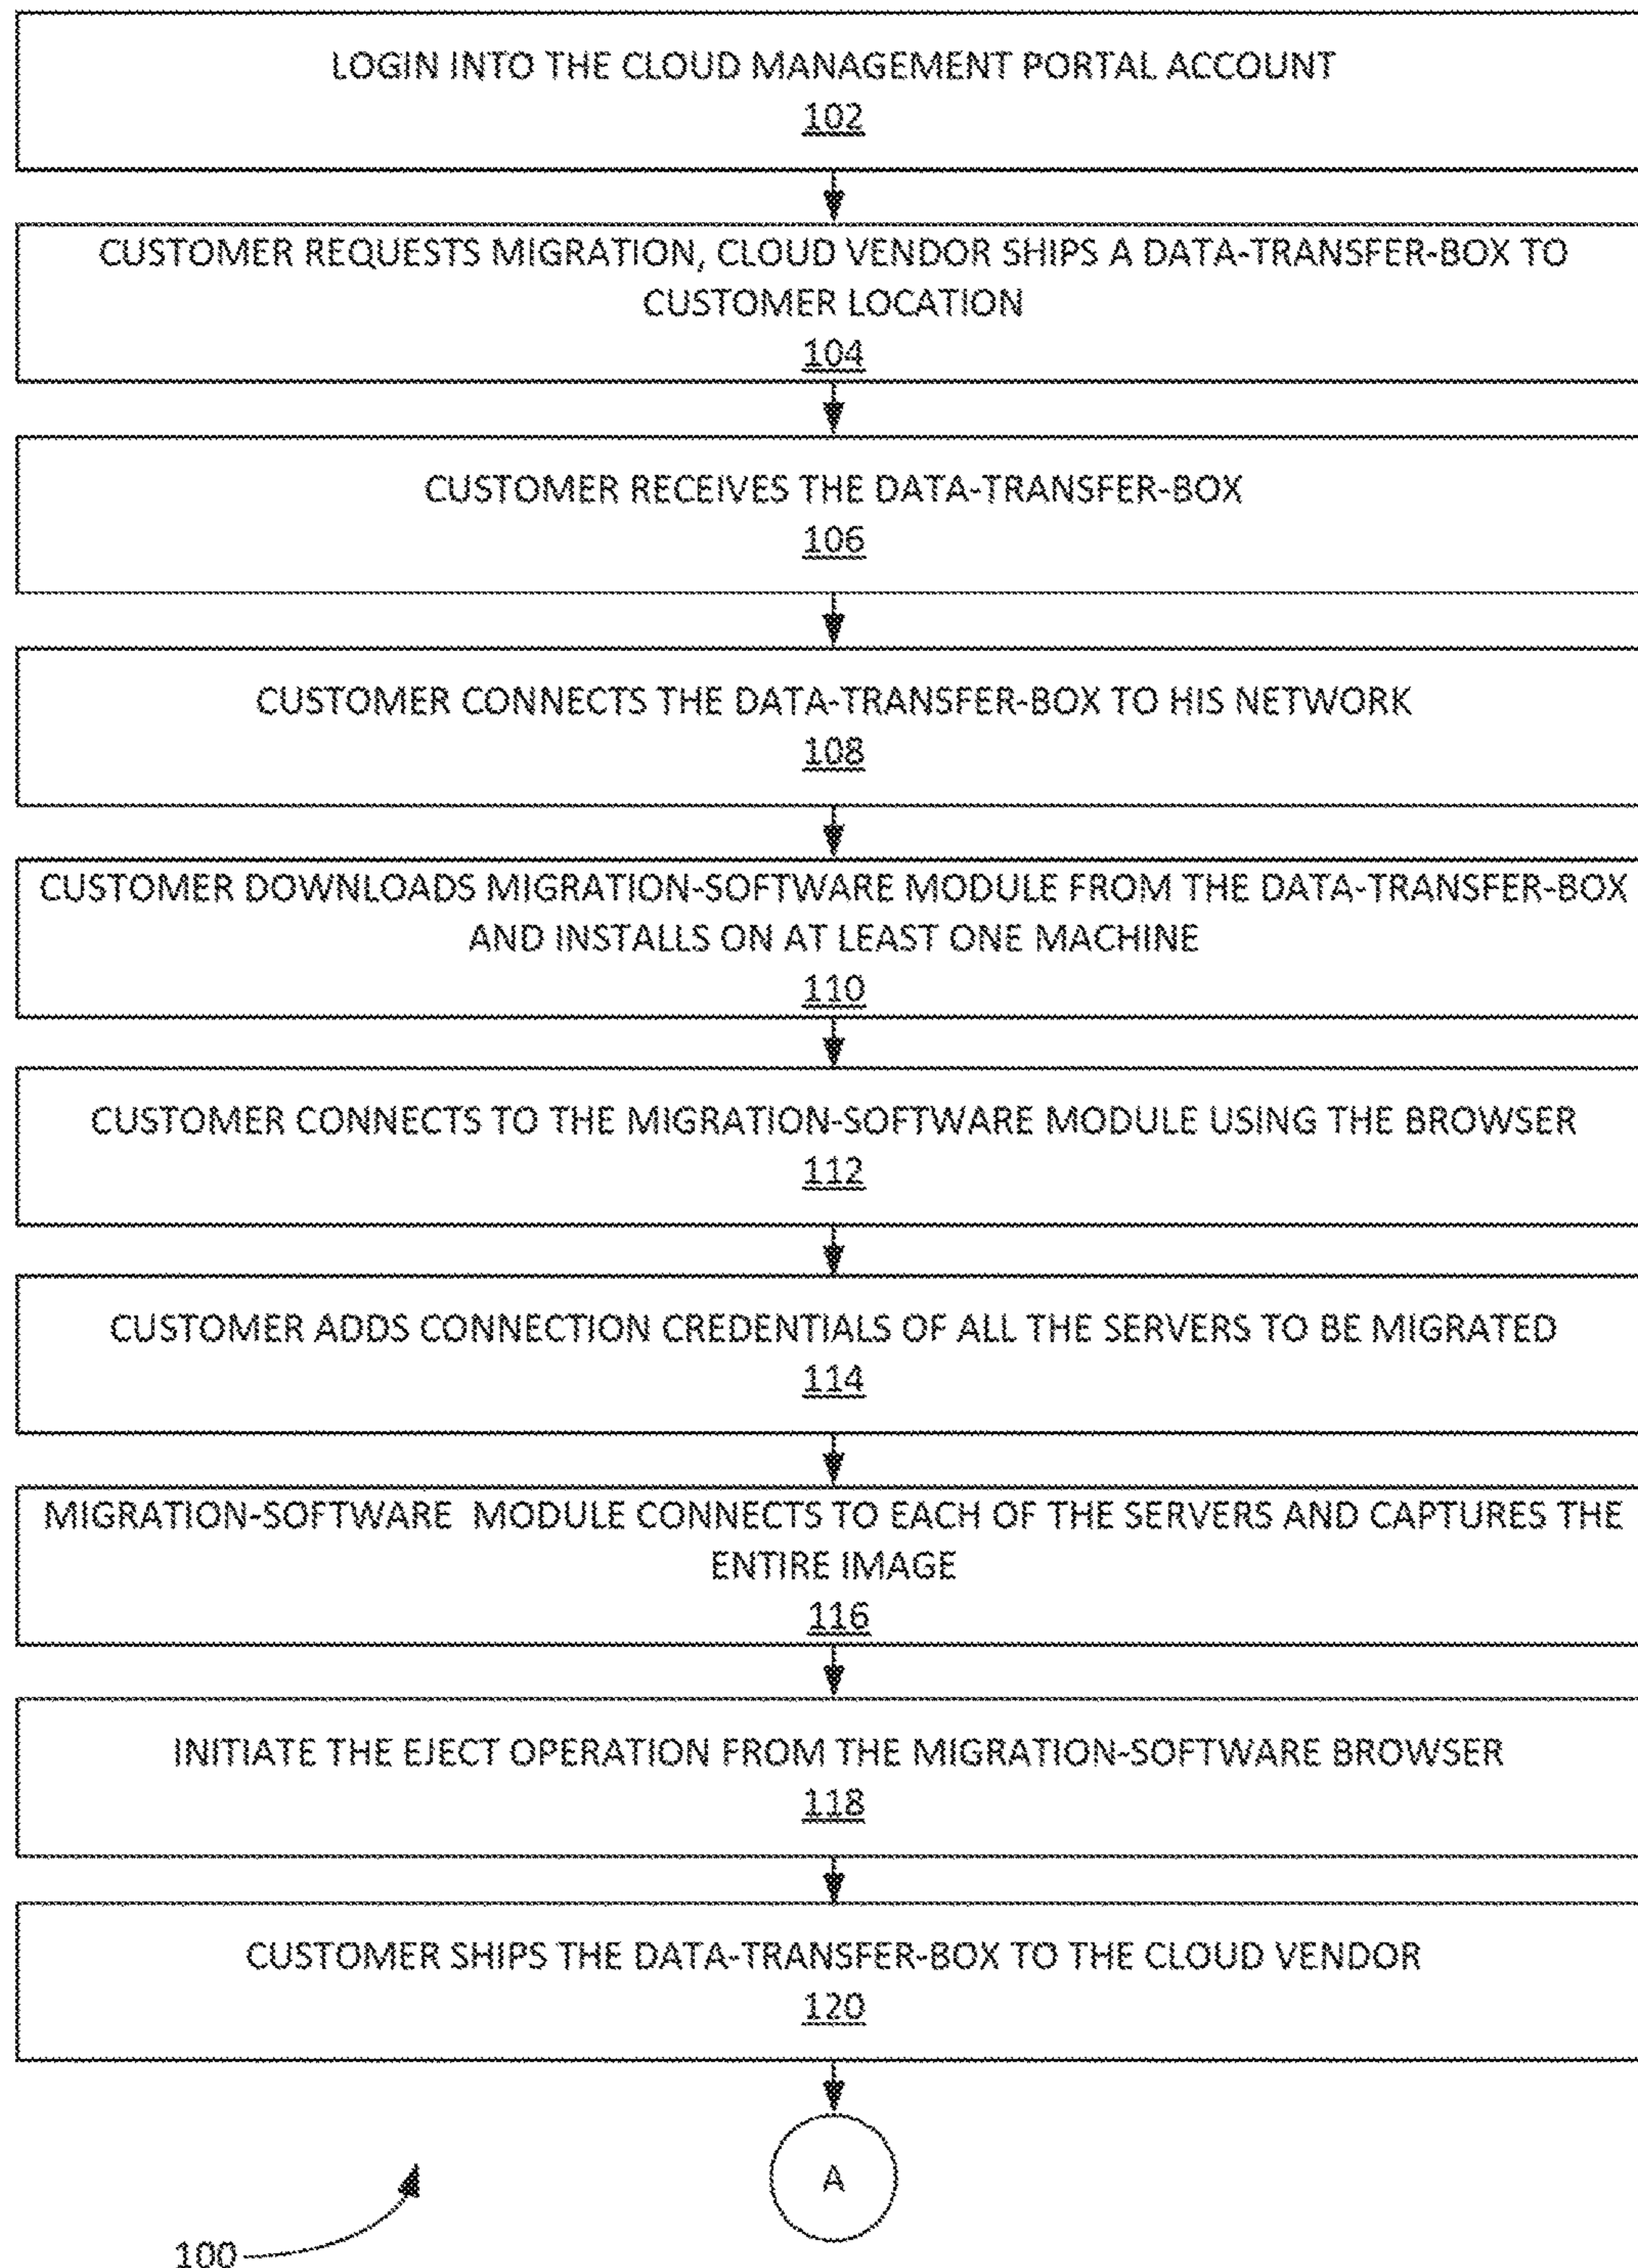 LOGIN INTO THE CLOUD MANAGEMENT PORTAL ACCOUNT
102
CUSTOMER REQUESTS MIGRATION, CLOUD VENDOR SHIPS A DATA-TRANSFER-BOX TO
CUSTOMER LOCATION
104
CUSTOMER RECEIVES THE DATA-TRANSFER-BOX
106
CUSTOMER CONNECTS THE DATA-TRANSFER-BOX TO HIS NETWORK
108
CUSTOMER DOWNLOADS MIGRATION-SOFTWARE MODULE FROM THE DATA-TRANSFER-BOX
AND INSTALLS ON AT LEAST ONE MACHINE
110
CUSTOMER CONNECTS TO THE MIGRATION-SOFTWARE MODULE USING THE BROWSER
112
CUSTOMER ADDS CONNECTION CREDENTIALS OF ALL THE SERVERS TO BE MIGRATED
114
MIGRATION-SOFTWARE MODULE CONNECTS TO EACH OF THE SERVERS AND CAPTURES THE
ENTIRE IMAGE
116
INITIATE THE EJECT OPERATION FROM THE MIGRATION-SOFTWARE BROWSER
118
CUSTOMER SHIPS THE DATA-TRANSFER-BOX TO THE CLOUD VENDOR
120
A
100